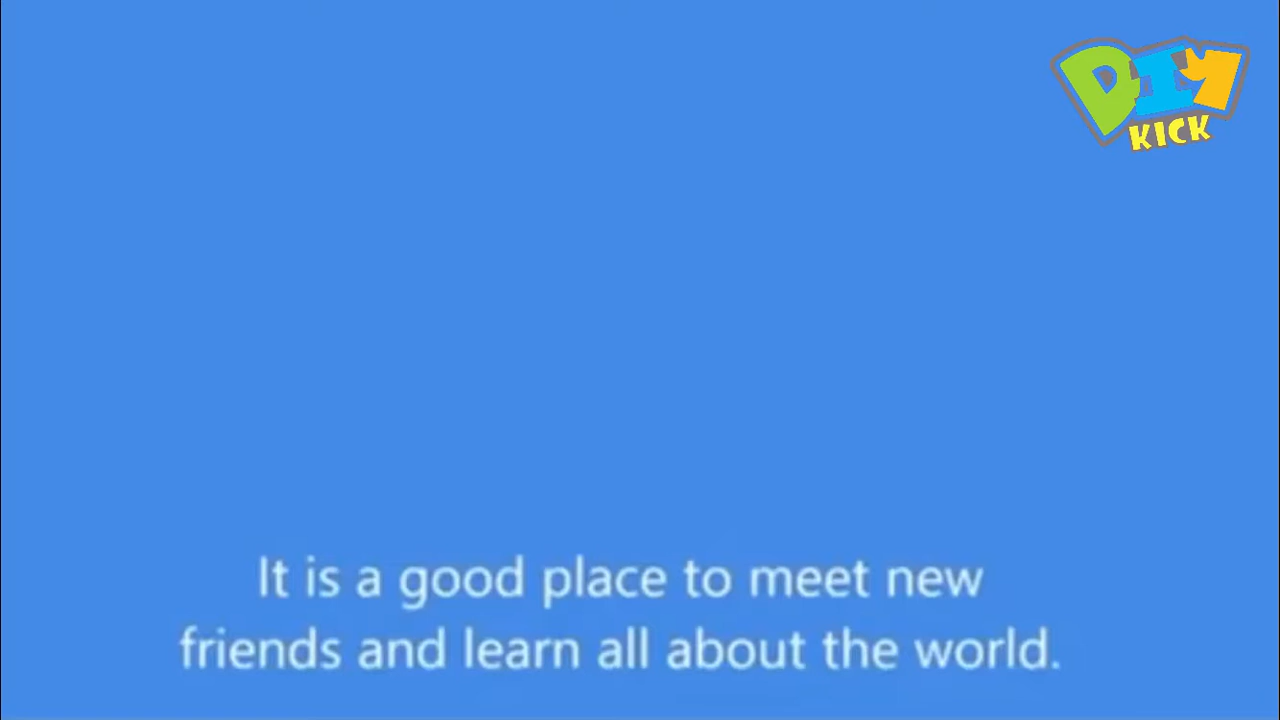 DIY
KICK
It is a good place to meet new
friends and learn all about the world.